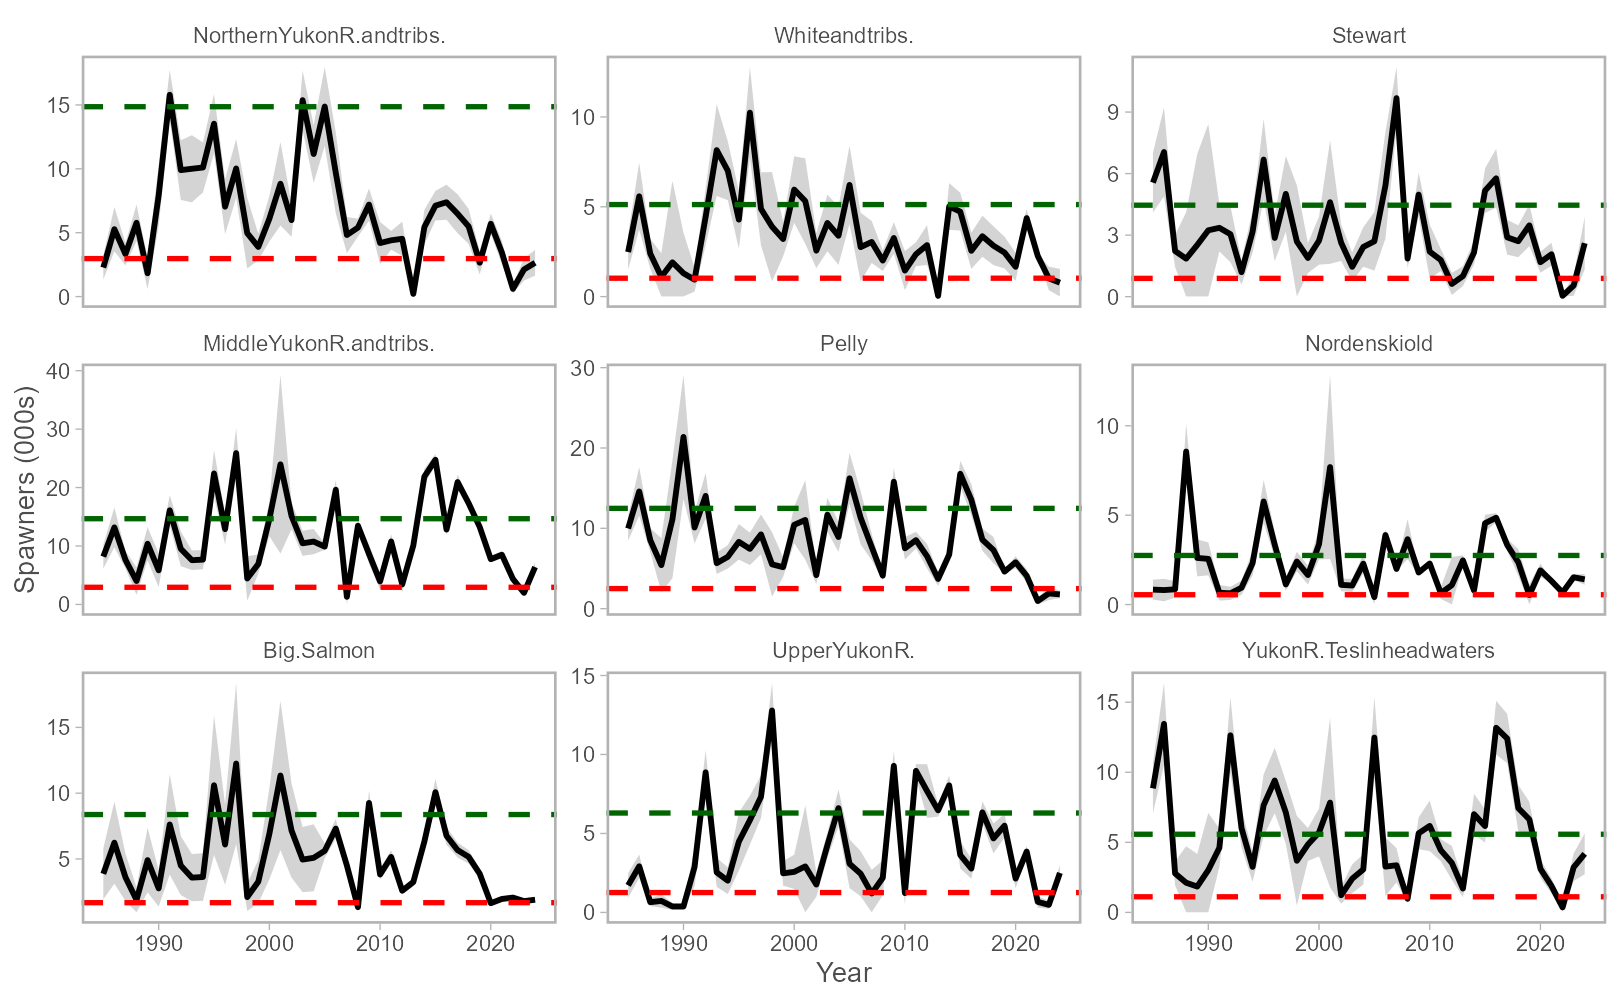 NorthernYukonR.andtribs.
Whiteandtribs.
Stewart
15
10
5
0
10
5
0
9
6
3
0
MiddleYukonR.andtribs.
Pelly
Nordenskiold
40
30
20
10
0
30
20
10
0
10
5
0
Spawners (000s)
Big.Salmon
UpperYukonR.
YukonR.Teslinheadwaters
15
10
5
15
10
5
0
15
10
5
0
1990 2000 2010 2020
1990 2000 2010 2020
1990 2000 2010 2020
Year